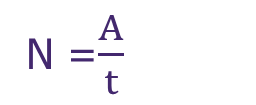 N = A/t